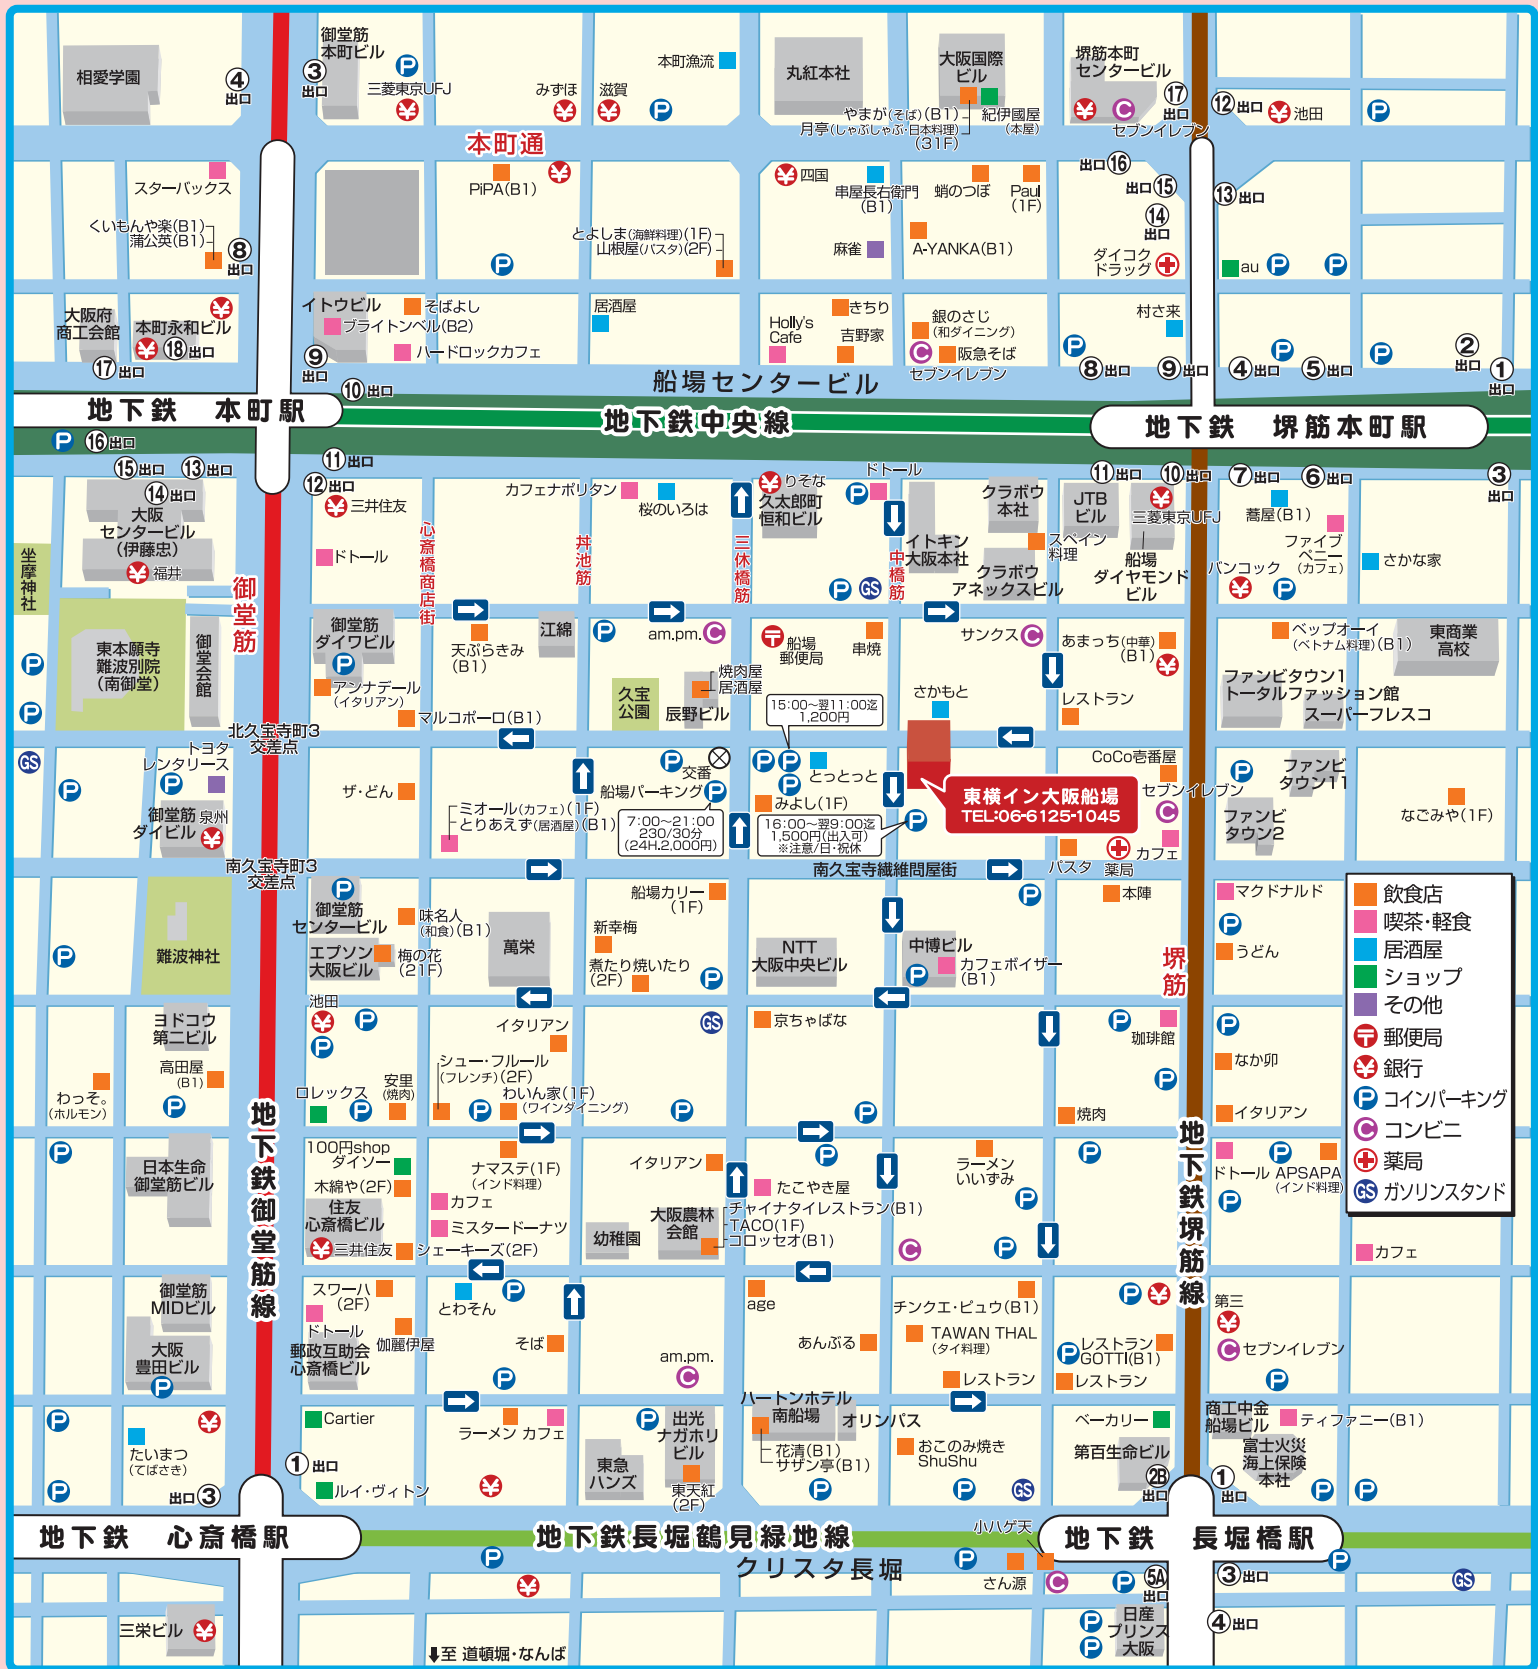 相愛学園
④出口
③出口
御堂筋
本町ビル
三菱東京UFJ
みずほ
滋賀
本町漁流
丸紅本社
大阪国際
ビル
やまが(そば)(B1)
月亭(しゃぶしゃぶ・日本料理)
(31F)
紀伊國屋
(本屋)
堺筋本町
センタービル
セブンイレブン
⑰出口
⑫出口
池田
本町通
スターバックス
くいもんや楽(B1)
蒲公英(B1)
⑧出口
PiPA(B1)
とよしま(海鮮料理)(1F)
山根屋(パスタ)(2F)
四国
串屋長右衛門
(B1)
蛸のつぼ
Paul
(1F)
麻雀
A-YANKA(B1)
出口⑯
出口⑮
⑭出口
⑬出口
ダイコク
ドラッグ
au
大阪府
商工会館
本町永和ビル
⑱出口
⑰出口
イトウビル
ブライトンベル(B2)
そばよし
ハードロックカフェ
⑨出口
⑩出口
居酒屋
Holly's
Cafe
きちり
吉野家
銀のさじ
(和ダイニング)
阪急そば
セブンイレブン
村さ来
⑧出口
⑨出口
④出口
⑤出口
②出口
①出口
船場センタービル
地下鉄 本町駅
地下鉄中央線
地下鉄 堺筋本町駅
⑯出口
⑮出口
⑬出口
⑭出口
⑪出口
⑫出口
⑪出口
⑩出口
⑦出口
⑥出口
③出口
大阪
センタービル
(伊藤忠)
福井
坐摩神社
御堂筋
三井住友
ドトール
心斎橋商店街
カフェナポリタン
桜のいろは
丼池筋
三休橋筋
りそな
久太郎町
恒和ビル
ドトール
中橋筋
イトキン
大阪本社
クラボウ
本社
クラボウ
アネックスビル
スペイン
料理
JTB
ビル
三菱東京UFJ
船場
ダイヤモンド
ビル
蕎屋(B1)
ファイブ
ペニー
(カフェ)
バンコック
さかな家
東本願寺
難波別院
(南御堂)
御堂会館
御堂筋
ダイワビル
アンナデール
(イタリアン)
マルコポーロ(B1)
天ぷらきみ
(B1)
江綿
am.pm.
船場
郵便局
串焼
サンクス
あまっち(中華)
(B1)
ベップオーイ
(ベトナム料理)(B1)
東商業
高校
久宝
公園
焼肉屋
居酒屋
辰野ビル
15:00〜翌11:00迄
1,200円
さかもと
レストラン
ファンビタウン1
トータルファッション館
スーパーフレスコ
北久宝寺町3
交差点
トヨタ
レンタリース
御堂筋
ダイビル
泉州
ザ・どん
ミオール(カフェ)(1F)
とりあえず(居酒屋)(B1)
交番
船場パーキング
7:00〜21:00
230/30分
(24H.2,000円)
とっとっと
みよし(1F)
16:00〜翌9:00迄
1,500円(出入可)
※注意/日・祝休
東横イン大阪船場
TEL:06-6125-1045
CoCo壱番屋
セブンイレブン
カフェ
パスタ
薬局
ファンビ
タウン11
ファンビ
タウン2
なごみや(1F)
南久宝寺町3
交差点
南久宝寺繊維問屋街
難波神社
御堂筋
センタービル
味名人
(和食)(B1)
エプソン
大阪ビル
梅の花
(21F)
萬栄
船場カリー
(1F)
新幸梅
煮たり焼いたり
(2F)
NTT
大阪中央ビル
中博ビル
カフェボイザー
(B1)
本陣
マクドナルド
うどん
堺筋
飲食店
喫茶・軽食
居酒屋
ショップ
その他
郵便局
銀行
コインパーキング
コンビニ
薬局
ガソリンスタンド
ヨドコウ
第二ビル
高田屋
(B1)
わっそ。
(ホルモン)
池田
イタリアン
シュー・フルール
(フレンチ)(2F)
ロレックス
安里
(焼肉)
わいん家(1F)
(ワインダイニング)
京ちゃばな
珈琲館
なか卯
焼肉
イタリアン
地下鉄御堂筋線
地下鉄堺筋線
日本生命
御堂筋ビル
100円shop
ダイソー
木綿や(2F)
住友
心斎橋ビル
三井住友
ナマステ(1F)
(インド料理)
カフェ
ミスタードーナツ
シェーキーズ(2F)
イタリアン
幼稚園
大阪農林
会館
たこやき屋
チャイナタイレストラン(B1)
TACO(1F)
コロッセオ(B1)
ラーメン
いいずみ
ドトール
APSAPA
(インド料理)
カフェ
御堂筋
MIDビル
大阪
豊田ビル
スワーハ
(2F)
ドトール
伽麗伊屋
郵政互助会
心斎橋ビル
とわそん
そば
age
あんぷる
チンクエ・ピュウ(B1)
TAWAN THAL
(タイ料理)
レストラン
レストラン
GOTTI(B1)
レストラン
第三
セブンイレブン
am.pm.
たいまつ
(てばさき)
Cartier
ルイ・ヴィトン
①出口
出口③
ラーメン
カフェ
東急
ハンズ
出光
ナガホリ
ビル
東天紅
(2F)
ハートンホテル
南船場
オリンパス
花清(B1)
サザン亭(B1)
おこのみ焼き
ShuShu
ベーカリー
第百生命ビル
2B出口
①出口
商工中金
船場ビル
ティファニー(B1)
富士火災
海上保険
本社
地下鉄 心斎橋駅
地下鉄長堀鶴見緑地線
クリスタ長堀
小ハゲ天
さん源
地下鉄 長堀橋駅
5A出口
③出口
④出口
三栄ビル
至 道頓堀・なんば
日産
プリンス
大阪